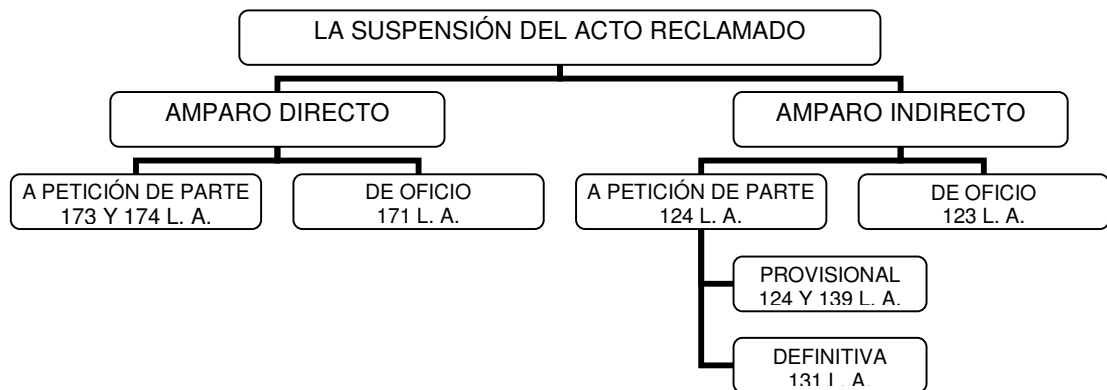 LA SUSPENSIÓN DEL ACTO RECLAMADO
AMPARO DIRECTO
AMPARO INDIRECTO
A PETICIÓN DE PARTE
173 Y 174 L. A.
DE OFICIO
171 L. A.
A PETICIÓN DE PARTE
124 L. A.
DE OFICIO
123 L. A.
PROVISIONAL
124 Y 139 L. A.
DEFINITIVA
131 L. A.